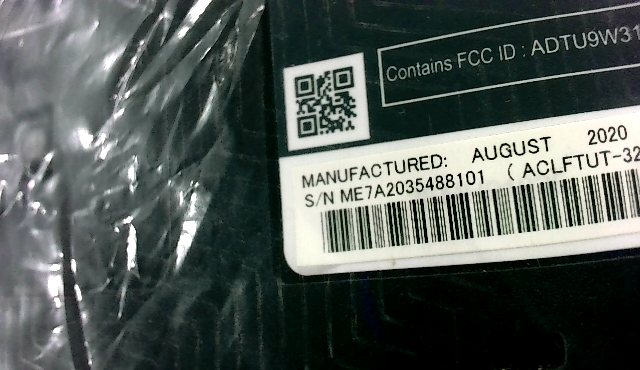 Contains FCC ID : ADTU9W31
MANUFACTURED: AUGUST 2020
S/N ME7A2035488101 ( ACLFTUT-32